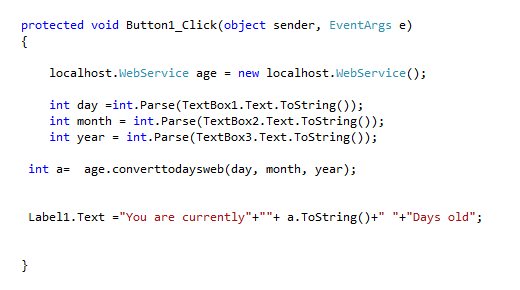 protected void Button1_Click(object sender, EventArgs e)
{
localhost.WebService age = new localhost.WebService();
int day =int.Parse(TextBox1.Text.ToString());
int month = int.Parse(TextBox2.Text.ToString());
int year = int.Parse(TextBox3.Text.ToString());
int a= age.converttodaysweb(day, month, year);
Label1.Text ="You are currently"+""+ a.ToString()+" "+"Days old";
}